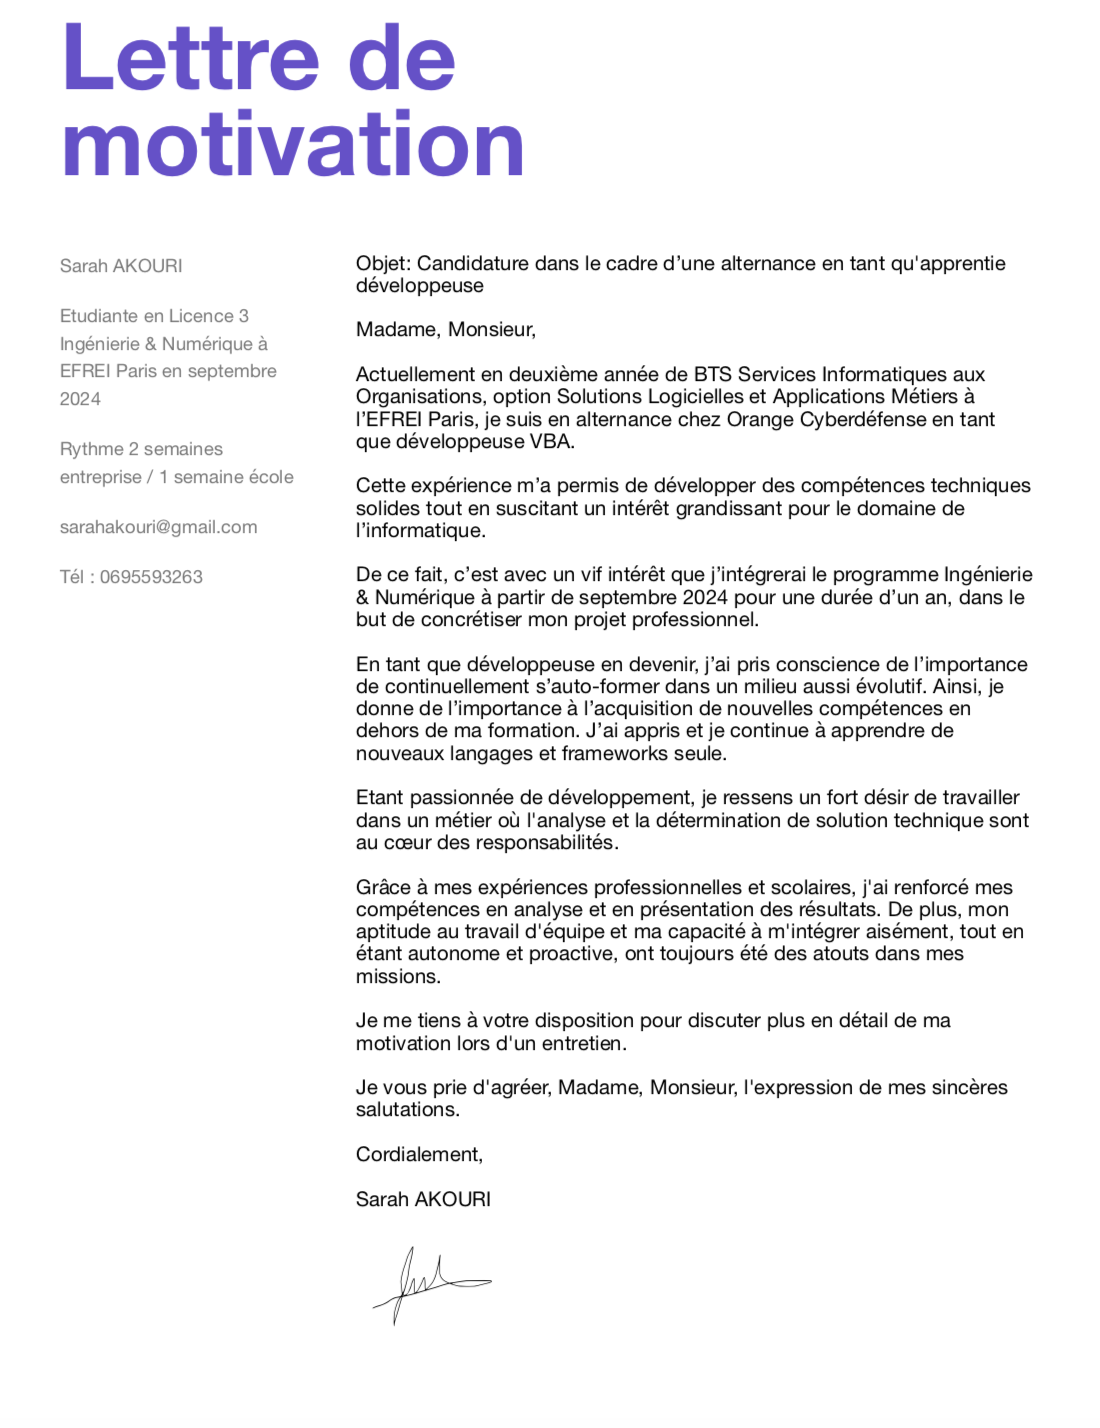 Lettre de
motivation
Sarah AKOURI
Etudiante en Licence 3
Ingénierie & Numérique à
EFREI Paris en septembre
2024
Rythme 2 semaines
entreprise / 1 semaine école
sarahakouri@gmail.com
Tél : 0695593263
Objet: Candidature dans le cadre d’une alternance en tant qu'apprentie
développeuse
Madame, Monsieur,
Actuellement en deuxième année de BTS Services Informatiques aux
Organisations, option Solutions Logicielles et Applications Métiers à
l’EFREI Paris, je suis en alternance chez Orange Cyberdéfense en tant
que développeuse VBA.
Cette expérience m’a permis de développer des compétences techniques
solides tout en suscitant un intérêt grandissant pour le domaine de
l’informatique.
De ce fait, c’est avec un vif intérêt que j’intégrerai le programme Ingénierie
& Numérique à partir de septembre 2024 pour une durée d’un an, dans le
but de concrétiser mon projet professionnel.
En tant que développeuse en devenir, j’ai pris conscience de l’importance
de continuellement s’auto-former dans un milieu aussi évolutif. Ainsi, je
donne de l’importance à l’acquisition de nouvelles compétences en
dehors de ma formation. J’ai appris et je continue à apprendre de
nouveaux langages et frameworks seule.
Etant passionnée de développement, je ressens un fort désir de travailler
dans un métier où l'analyse et la détermination de solution technique sont
au cœur des responsabilités.
Grâce à mes expériences professionnelles et scolaires, j'ai renforcé mes
compétences en analyse et en présentation des résultats. De plus, mon
aptitude au travail d'équipe et ma capacité à m'intégrer aisément, tout en
étant autonome et proactive, ont toujours été des atouts dans mes
missions.
Je me tiens à votre disposition pour discuter plus en détail de ma
motivation lors d'un entretien.
Je vous prie d'agréer, Madame, Monsieur, l'expression de mes sincères
salutations.
Cordialement,
Sarah AKOURI